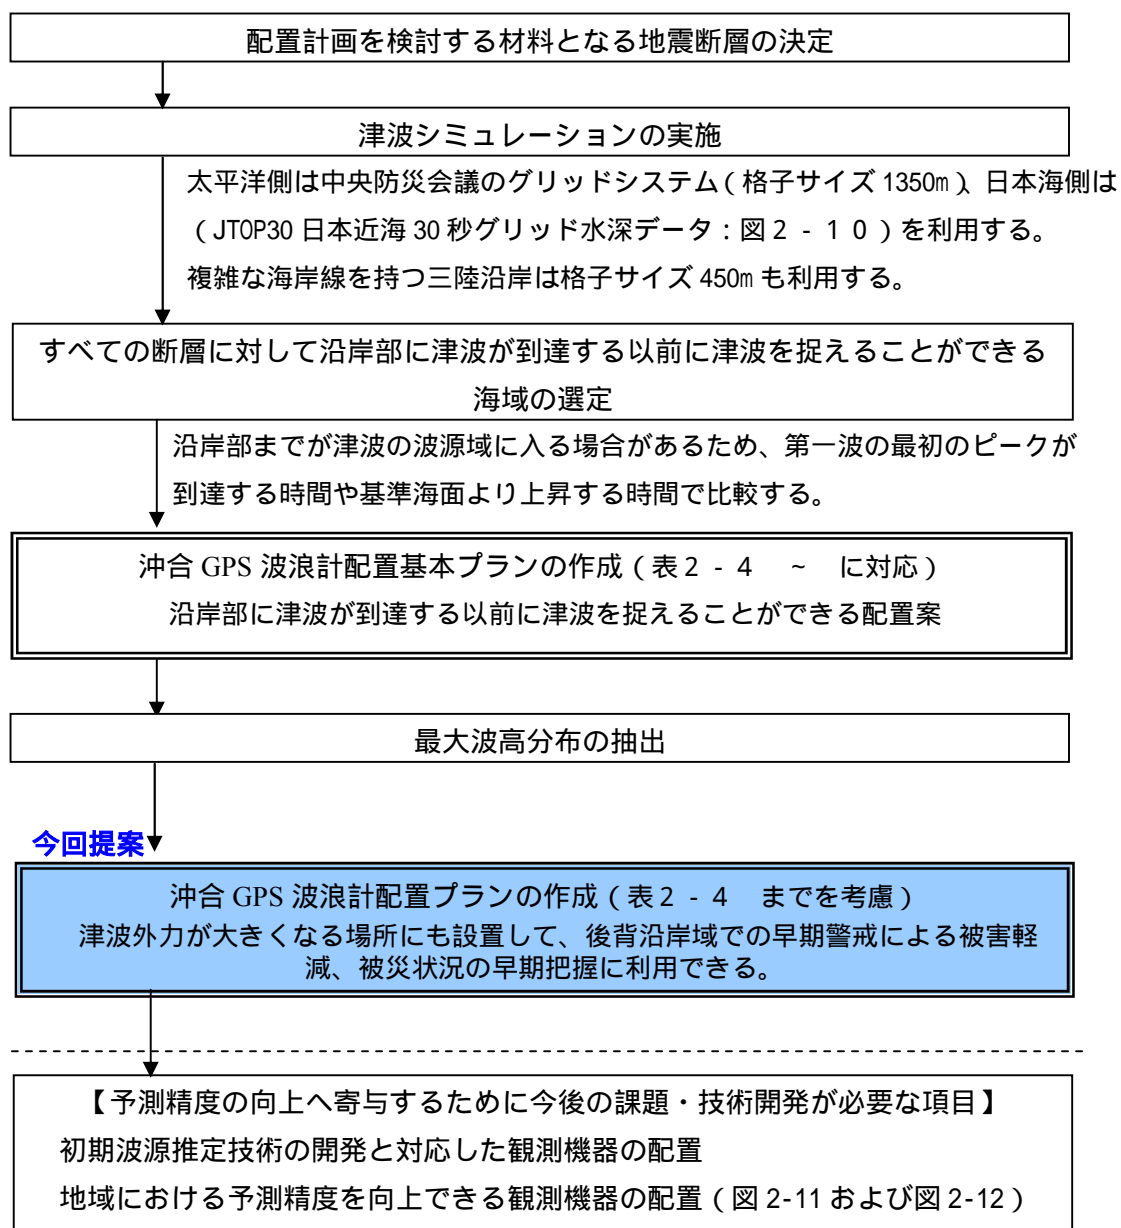 配置計画を検討する材料となる地震断層の決定
津波シミュレーションの実施
太平洋側は中央防災会議のグリッドシステム（格子サイズ 1350m）、日本海側は
（JTOP30 日本近海 30 秒グリッド水深データ：図２‐１０）を利用する。
複雑な海岸線を持つ三陸沿岸は格子サイズ 450m も利用する。
すべての断層に対して沿岸部に津波が到達する以前に津波を捉えることができる
海域の選定
沿岸部までが津波の波源域に入る場合があるため、第一波の最初のピークが
到達する時間や基準海面より上昇する時間で比較する。
沖合 GPS 波浪計配置基本プランの作成（表２‐４　~　に対応）
沿岸部に津波が到達する以前に津波を捉えることができる配置案
最大波高分布の抽出
今回提案
沖合 GPS 波浪計配置プランの作成（表２‐４　までを考慮）
津波外力が大きくなる場所にも設置して、後背沿岸域での早期警戒による被害軽
減、被災状況の早期把握に利用できる。
【予測精度の向上へ寄与するために今後の課題・技術開発が必要な項目】
初期波源推定技術の開発と対応した観測機器の配置
地域における予測精度を向上できる観測機器の配置（図 2-11 および図 2-12）